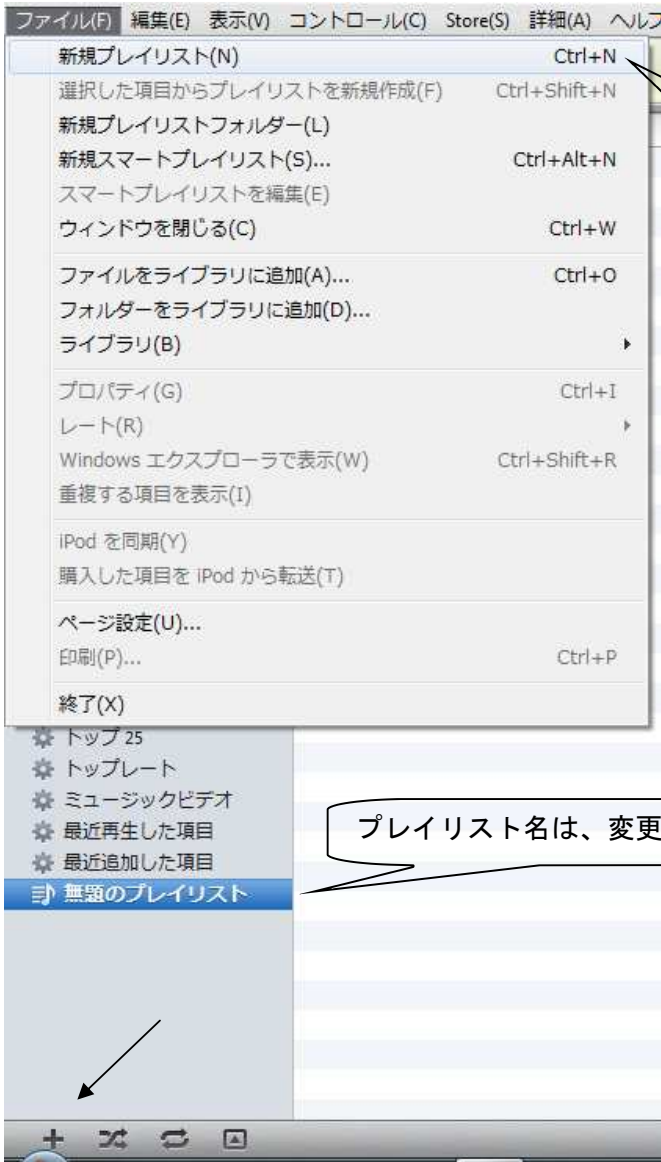 ファイル(F) 編集(E) 表示(V) コントロール(C) Store(S) 詳細(A) ヘルプ
新規プレイリスト(N) Ctrl+N
選択した項目からプレイリストを新規作成(F) Ctrl+Shift+N
新規プレイリストフォルダー(L)
新規スマートプレイリスト(S)... Ctrl+Alt+N
スマートプレイリストを編集(E)
ウィンドウを閉じる(C) Ctrl+W
ファイルをライブラリに追加(A)... Ctrl+O
フォルダーをライブラリに追加(D)...
ライブラリ(B)
プロパティ(G) Ctrl+I
レート(R)
Windows エクスプローラで表示(W) Ctrl+Shift+R
重複する項目を表示(I)
iPod を同期(Y)
購入した項目を iPod から転送(T)
ページ設定(U)...
印刷(P)... Ctrl+P
終了(X)
トップ 25
トップレート
ミュージックビデオ
最近再生した項目
最近追加した項目
無題のプレイリスト
プレイリスト名は、変更